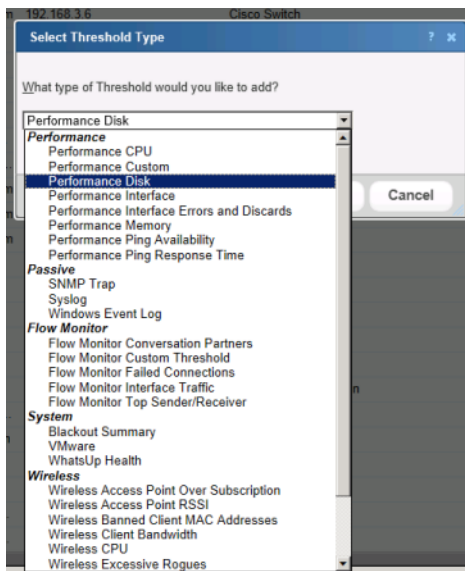 192.168.3.6 Cisco Switch
Select Threshold Type ? ×
What type of Threshold would you like to add?
Performance Disk
Performance
Performance CPU
Performance Custom
Performance Disk
Performance Interface
Performance Interface Errors and Discards
Performance Memory
Performance Ping Availability
Performance Ping Response Time
Passive
SNMP Trap
Syslog
Windows Event Log
Flow Monitor
Flow Monitor Conversation Partners
Flow Monitor Custom Threshold
Flow Monitor Failed Connections
Flow Monitor Interface Traffic
Flow Monitor Top Sender/Receiver
System
Blackout Summary
VMware
WhatsUp Health
Wireless
Wireless Access Point Over Subscription
Wireless Access Point RSSI
Wireless Banned Client MAC Addresses
Wireless Client Bandwidth
Wireless CPU
Wireless Excessive Rogues
Cancel